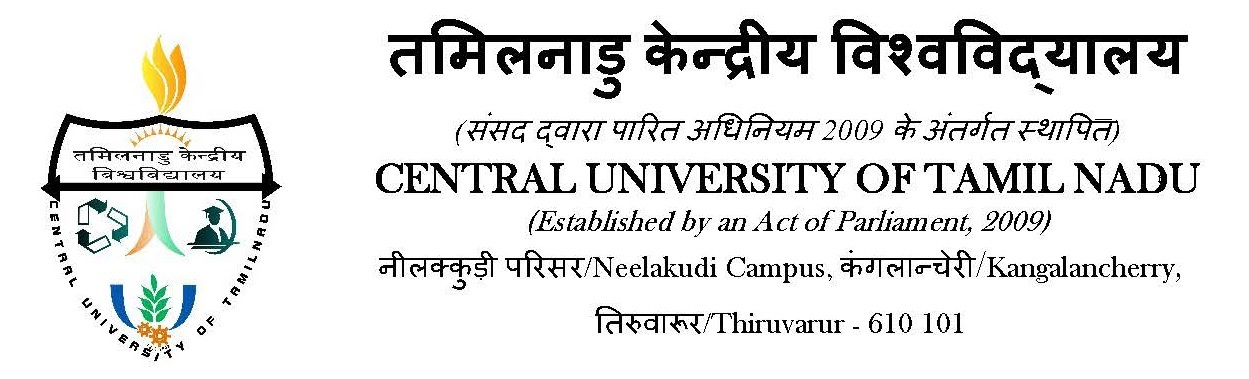 तमिलनाडु केन्द्रीय विश्वविद्यालय
(संसद द्वारा पारित अधिनियम 2009 के अंतर्गत स्थापित)
CENTRAL UNIVERSITY OF TAMIL NADU
(Established by an Act of Parliament, 2009)
नीलक्कुडी परिसर/Neelakudi Campus, कंगलान्चेरी/Kangalancherry,
तिरुवारूर/Thiruvarur - 610 101
तमिलनाडु केन्द्रीय
विश्वविद्यालय
CENTRAL UNIVERSITY OF TAMILNADU